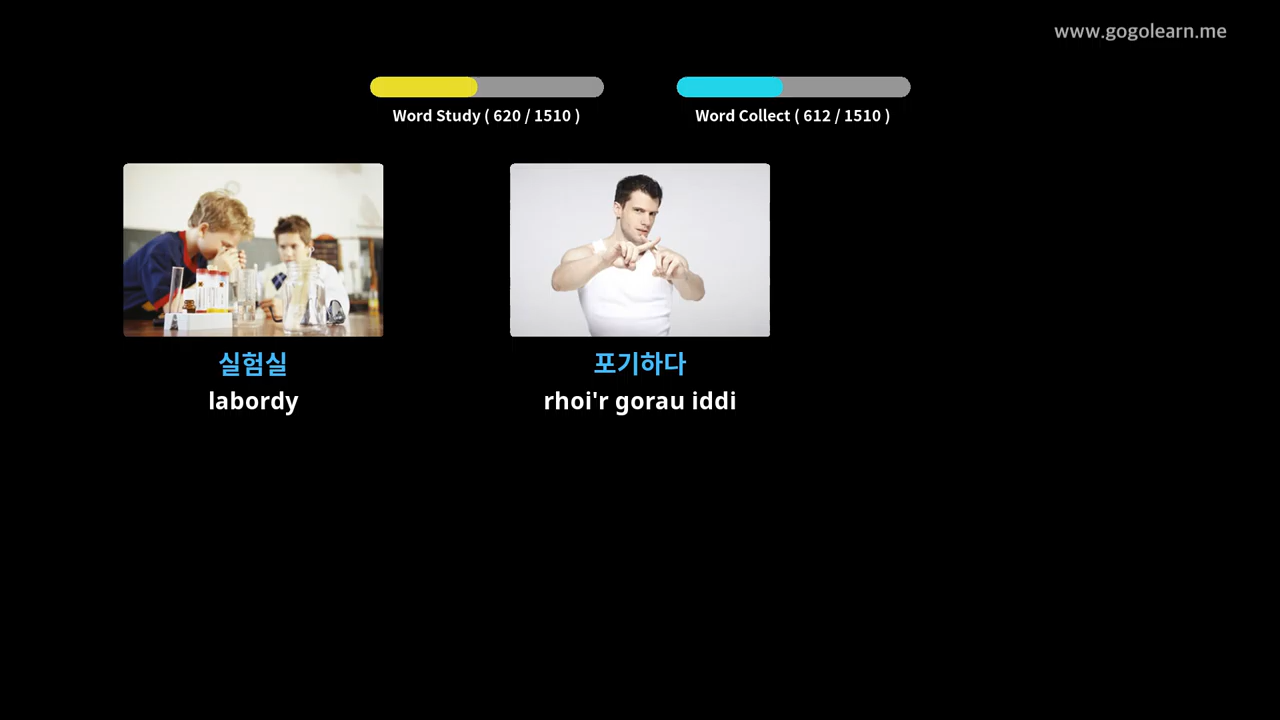 www.gogolearn.me
Word Study ( 620 / 1510 )
Word Collect ( 612 / 1510 )
실험실
labordy
포기하다
rhoi'r gorau iddi